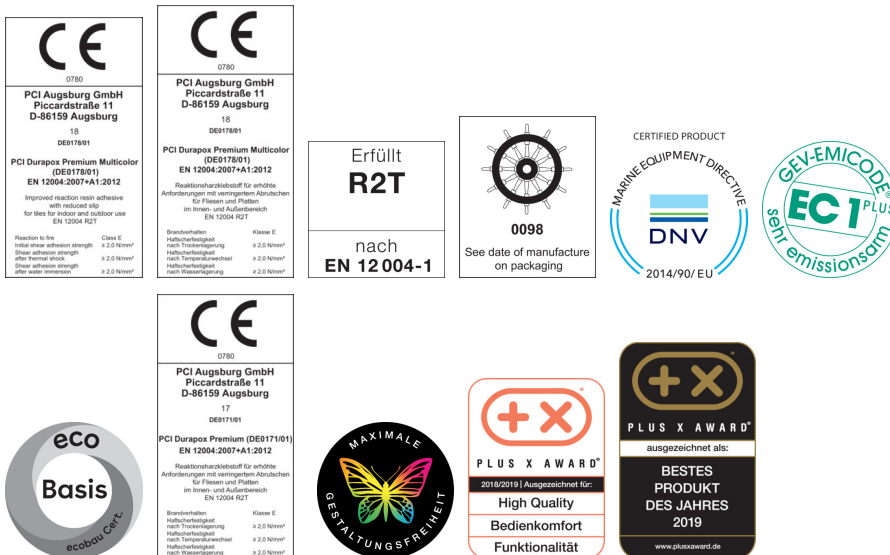 CE
0780
PCI Augsburg GmbH
Piccardstraße 11
D-86159 Augsburg
18
DE0178/01
PCI Durapox Premium Multicolor
(DE0178/01)
EN 12004:2007+A1:2012
Improved reaction resin adhesive
with reduced slip
for tiles for indoor and outdoor use
EN 12004 R2T
Reaction to fire Class E
Initial shear adhesion strength ≥ 2,0 N/mm²
Shear adhesion strength
after thermal shock ≥ 2,0 N/mm²
Shear adhesion strength
after water immersion ≥ 2,0 N/mm²
CE
0780
PCI Augsburg GmbH
Piccardstraße 11
D-86159 Augsburg
18
DE0178/01
PCI Durapox Premium Multicolor
(DE0178/01)
EN 12004:2007+A1:2012
Reaktionsharzklebstoff für erhöhte
Anforderungen mit verringertem Abrutschen
für Fliesen und Platten
im Innen- und Außenbereich
EN 12004 R2T
Brandverhalten Klasse E
Haftscherfestigkeit
nach Trockenlagerung ≥ 2,0 N/mm²
Haftscherfestigkeit
nach Temperaturwechsel ≥ 2,0 N/mm²
Haftscherfestigkeit
nach Wasserlagerung ≥ 2,0 N/mm²
Erfüllt
R2T
nach
EN 12 004-1
0098
See date of manufacture
on packaging
CERTIFIED PRODUCT
MARINE EQUIPMENT DIRECTIVE
DNV
2014/90/ EU
GEV-EMICODE®
EC 1 PLUS
sehr emissionsarm
eco
Basis
ecobau Cert.
CE
0780
PCI Augsburg GmbH
Piccardstraße 11
D-86159 Augsburg
17
DE0171/01
PCI Durapox Premium (DE0171/01)
EN 12004:2007+A1:2012
Reaktionsharzklebstoff für erhöhte
Anforderungen mit verringertem Abrutschen
für Fliesen und Platten
im Innen- und Außenbereich
EN 12004 R2T
Brandverhalten Klasse E
Haftscherfestigkeit
nach Trockenlagerung ≥ 2,0 N/mm²
Haftscherfestigkeit
nach Temperaturwechsel ≥ 2,0 N/mm²
Haftscherfestigkeit
nach Wasserlagerung ≥ 2,0 N/mm²
MAXIMALE
GESTALTUNGSFREIHEIT
+ X
PLUS X AWARD®
2018/2019 | Ausgezeichnet für:
High Quality
Bedienkomfort
Funktionalität
+ X
PLUS X AWARD®
ausgezeichnet als:
BESTES
PRODUKT
DES JAHRES
2019
www.plusxaward.de